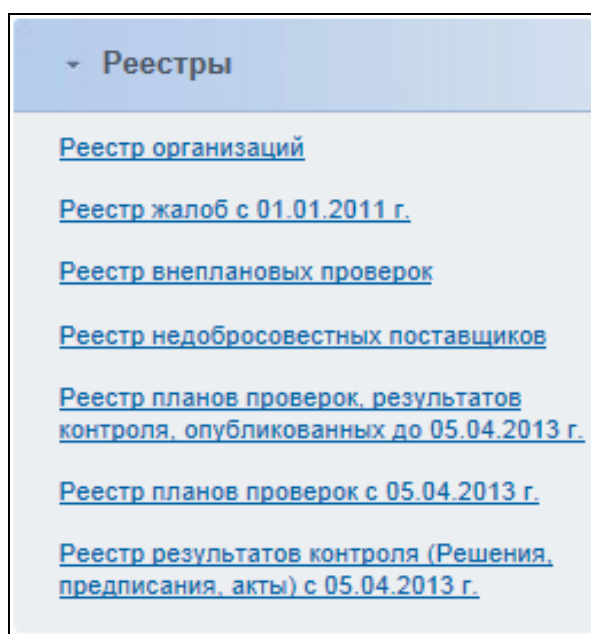 Реестры
Реестр организаций
Реестр жалоб с 01.01.2011 г.
Реестр внеплановых проверок
Реестр недобросовестных поставщиков
Реестр планов проверок, результатов
контроля, опубликованных до 05.04.2013 г.
Реестр планов проверок с 05.04.2013 г.
Реестр результатов контроля (Решения,
предписания, акты) с 05.04.2013 г.